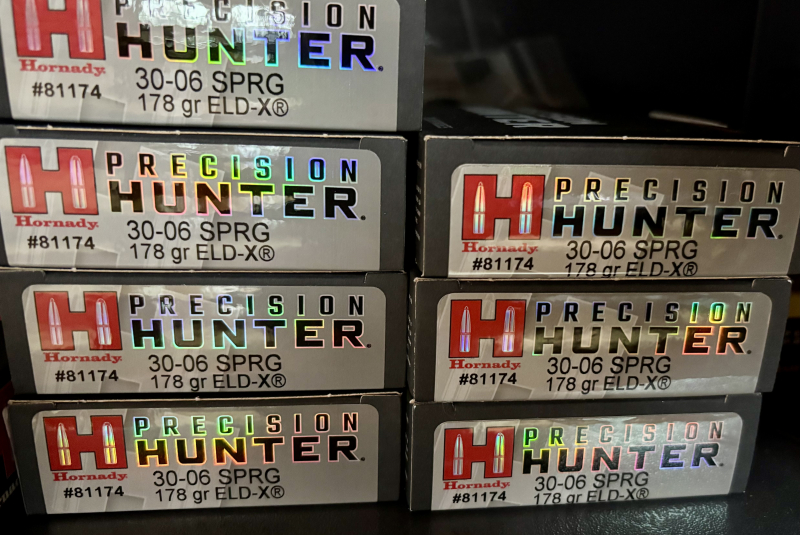 PRECISION
HUNTER.
Hornady.
#81174
30-06 SPRG
178 gr ELD-X®
PRECISION
HUNTER.
Hornady.
#81174
30-06 SPRG
178 gr ELD-X®
PRECISION
HUNTER.
Hornady.
#81174
30-06 SPRG
178 gr ELD-X®
PRECISION
HUNTER.
Hornady.
#81174
30-06 SPRG
178 gr ELD-X®
PRECISION
HUNTER.
Hornady.
#81174
30-06 SPRG
178 gr ELD-X®
PRECISION
HUNTER.
Hornady.
#81174
30-06 SPRG
178 gr ELD-X®
PRECISION
HUNTER.
Hornady.
#81174
30-06 SPRG
178 gr ELD-X®